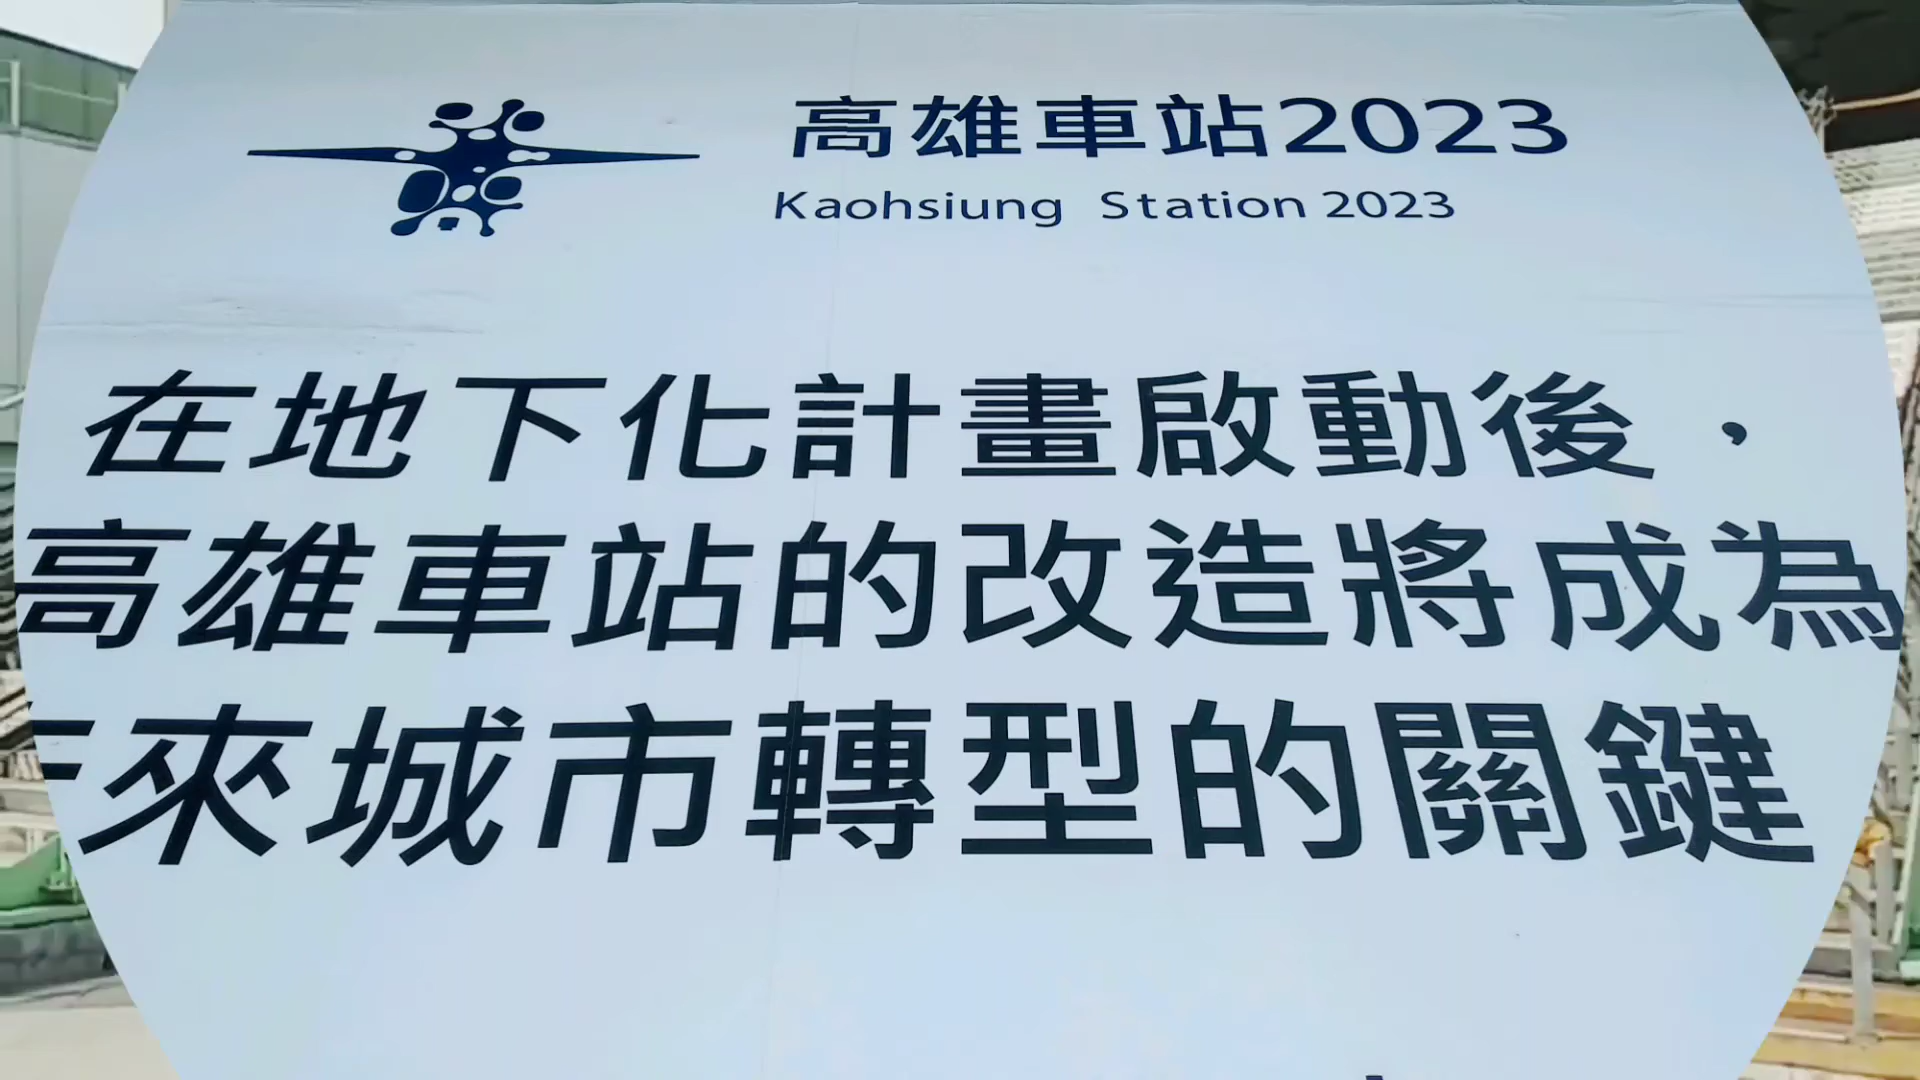 高雄車站2023
Kaohsiung Station 2023
在地下化計畫啟動後，
高雄車站的改造將成為
來城市轉型的關鍵